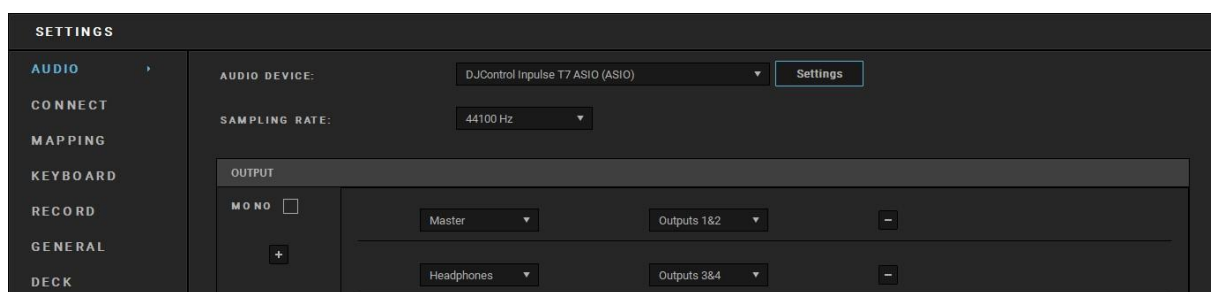 SETTINGS
AUDIO
AUDIO DEVICE:
DJControl Inpulse T7 ASIO (ASIO)
Settings
CONNECT
SAMPLING RATE:
44100 Hz
MAPPING
KEYBOARD
OUTPUT
RECORD
MONO
Master
Outputs 1&2
GENERAL
DECK
Headphones
Outputs 3&4